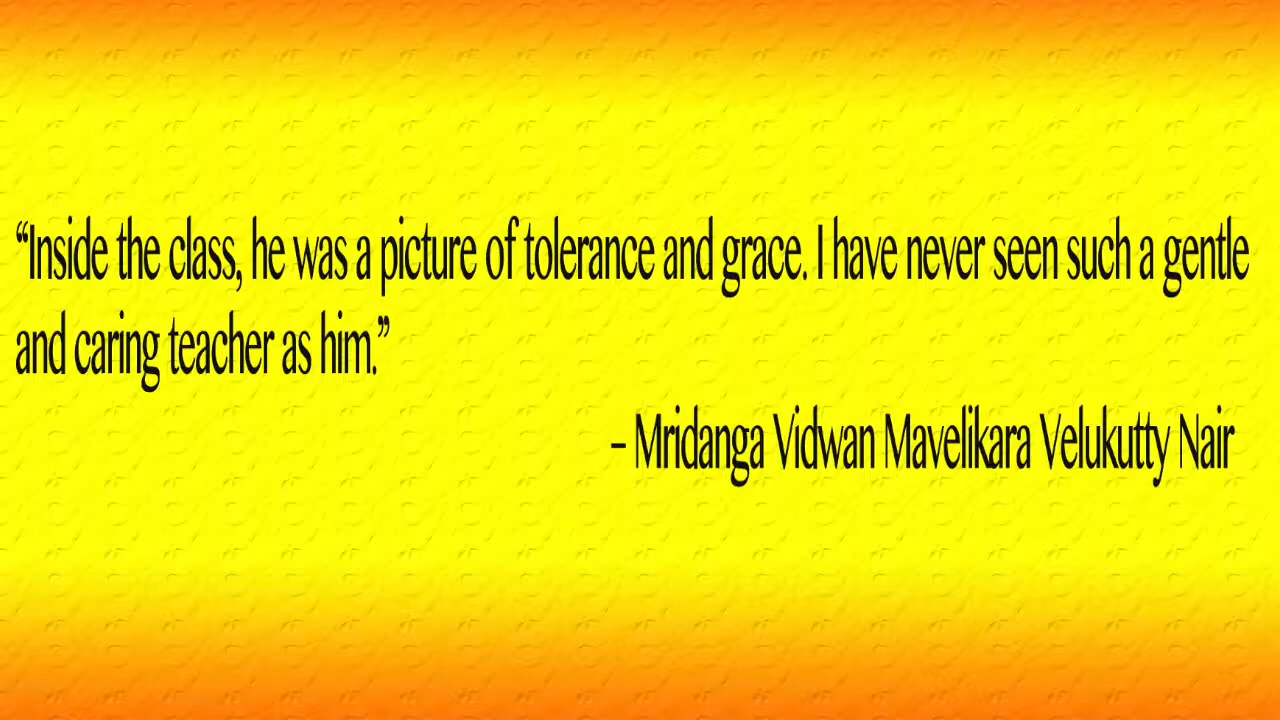 “Inside the class, he was a picture of tolerance and grace. I have never seen such a gentle
and caring teacher as him.”
– Mridanga Vidwan Mavelikara Velukutty Nair